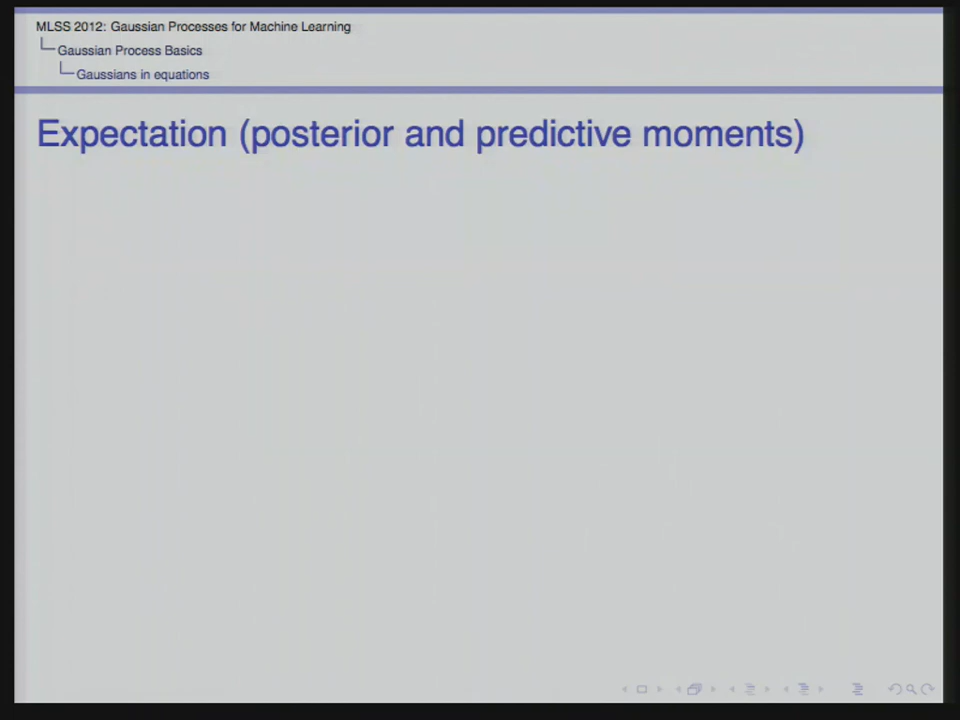 MLSS 2012: Gaussian Processes for Machine Learning
Gaussian Process Basics
Gaussians in equations
Expectation (posterior and predictive moments)